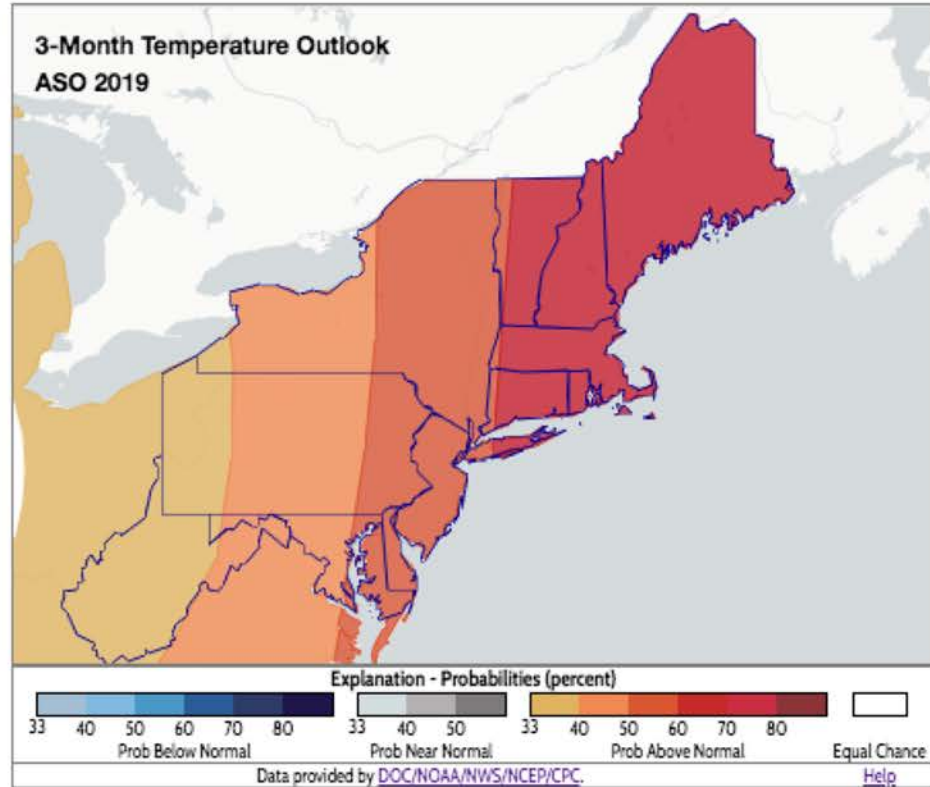 3-Month Temperature Outlook
ASO 2019
Explanation - Probabilities (percent)
33 40 50 60 70 80
Prob Below Normal
33 40 50
Prob Near Normal
33 40 50 60 70 80
Prob Above Normal
Equal Chance
Data provided by DOC/NOAA/NWS/NCEP/CPC.
Help